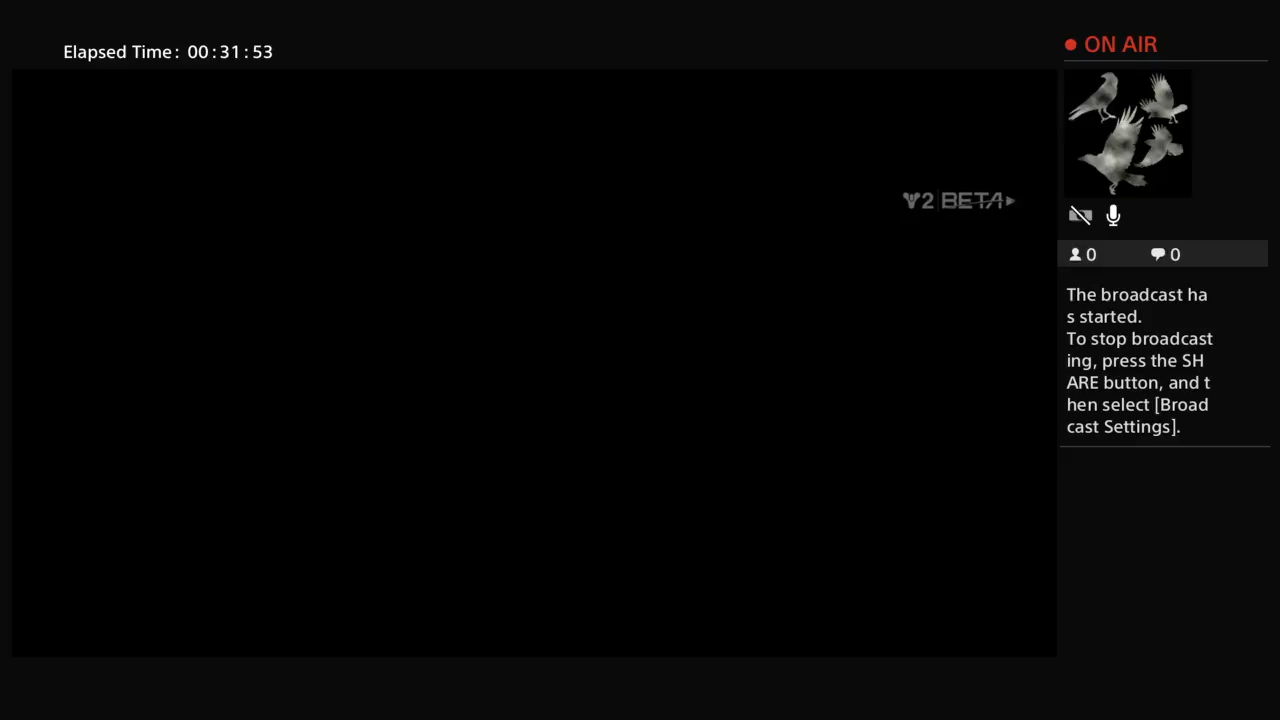 Elapsed Time: 00:31:53
ON AIR
2 BETA
0
0
The broadcast ha
s started.
To stop broadcast
ing, press the SH
ARE button, and t
hen select [Broad
cast Settings].